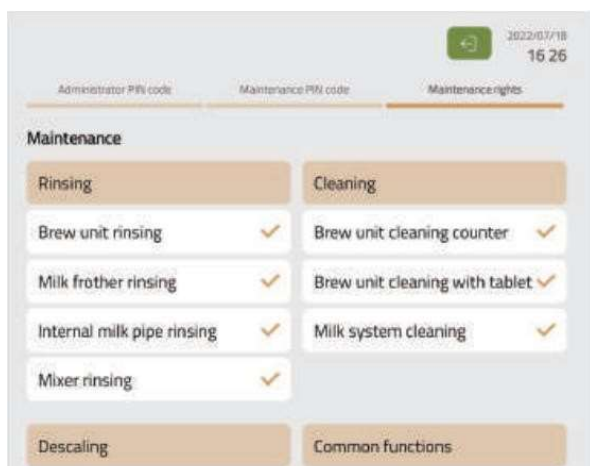 2022/07/18
16 26
Administrator PIN code
Maintenance PIN code
Maintenance rights
Maintenance
Rinsing
Cleaning
Brew unit rinsing
Brew unit cleaning counter
Milk frother rinsing
Brew unit cleaning with tablet
Internal milk pipe rinsing
Milk system cleaning
Mixer rinsing
Descaling
Common functions